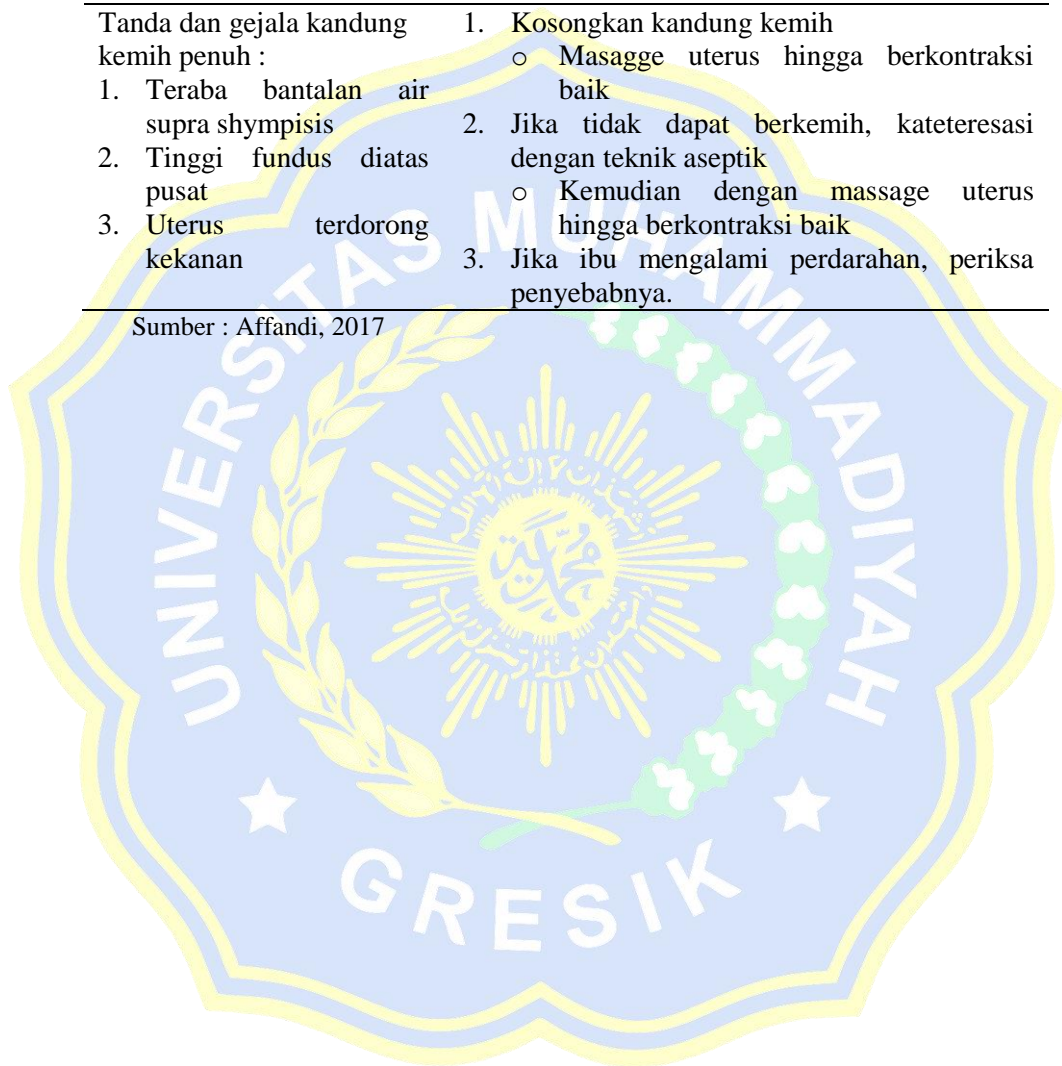 Tanda dan gejala kandung
kemih penuh :
1. Teraba bantalan air
supra shympisis
2. Tinggi fundus diatas
pusat
3. Uterus terdorong
kekanan
1. Kosongkan kandung kemih
o Masagge uterus hingga berkontraksi
baik
2. Jika tidak dapat berkemih, kateteresasi
dengan teknik aseptik
o Kemudian dengan massage uterus
hingga berkontraksi baik
3. Jika ibu mengalami perdarahan, periksa
penyebabnya.
Sumber : Affandi, 2017
UNIVERSITAS MUHAMMADIYAH
GRESIK